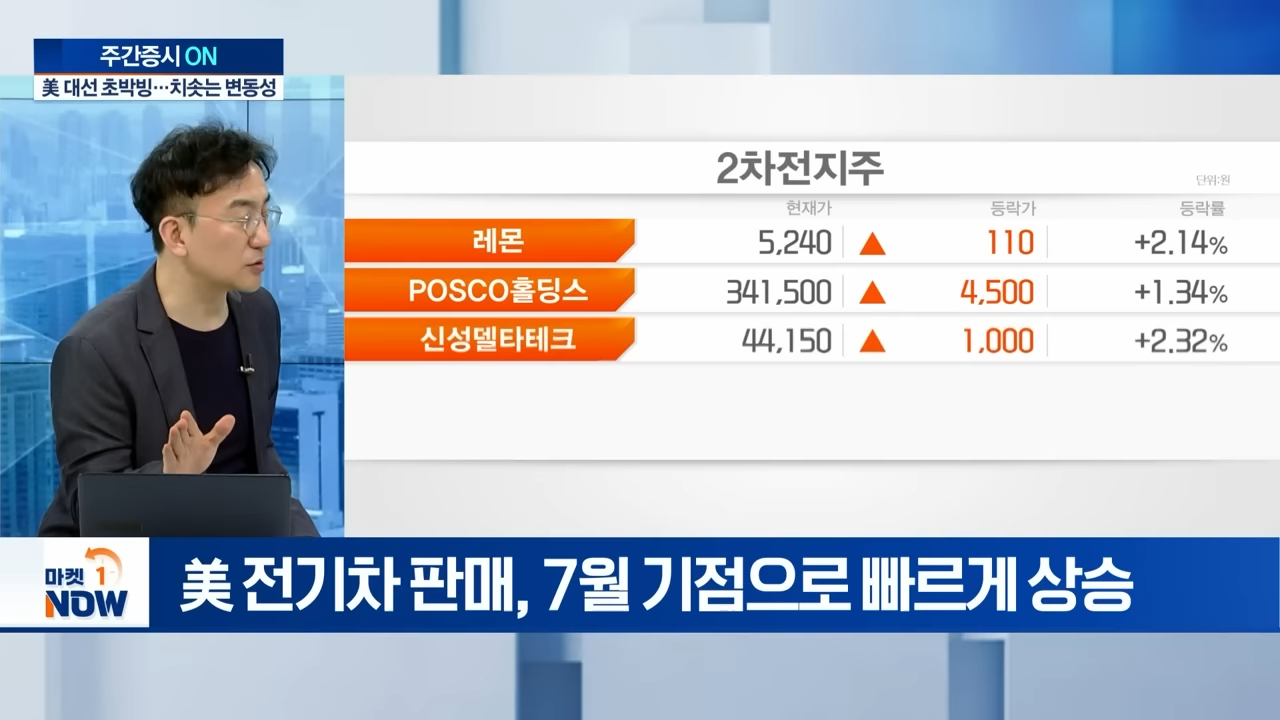 주간증시 ON
美 대선 초박빙…치솟는 변동성
2차전지주
단위:원
현재가 등락가 등락률
레몬 5,240 ▲ 110 +2.14%
POSCO홀딩스 341,500 ▲ 4,500 +1.34%
신성델타테크 44,150 ▲ 1,000 +2.32%
마켓 1
NOW
美 전기차 판매, 7월 기점으로 빠르게 상승